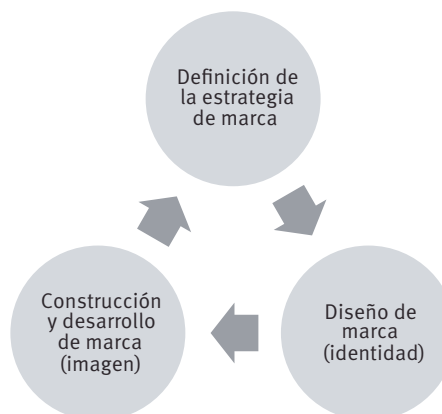 Definición de
la estrategia
de marca
Diseño de
marca
(identidad)
Construcción
y desarrollo
de marca
(imagen)